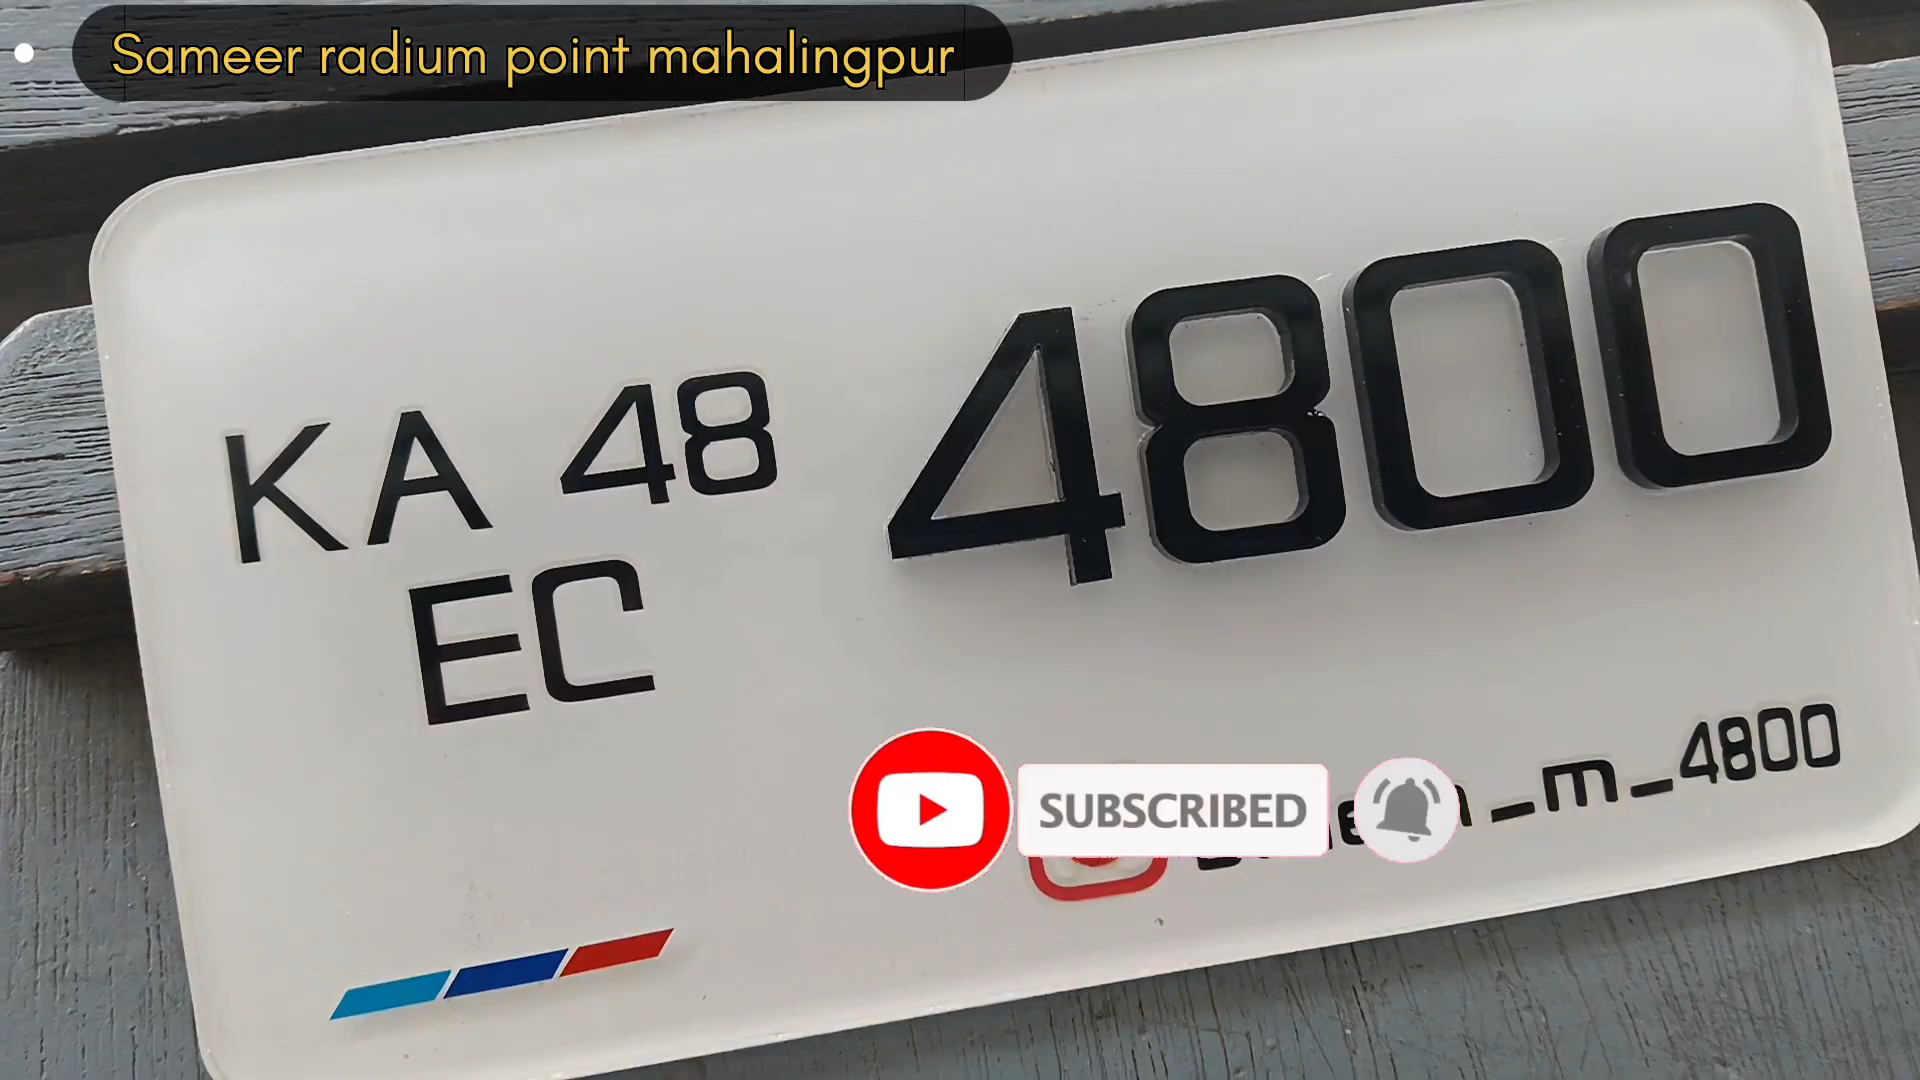 Sameer radium point mahalingpur
KA 48
EC
4800
SUBSCRIBED
_m_4800